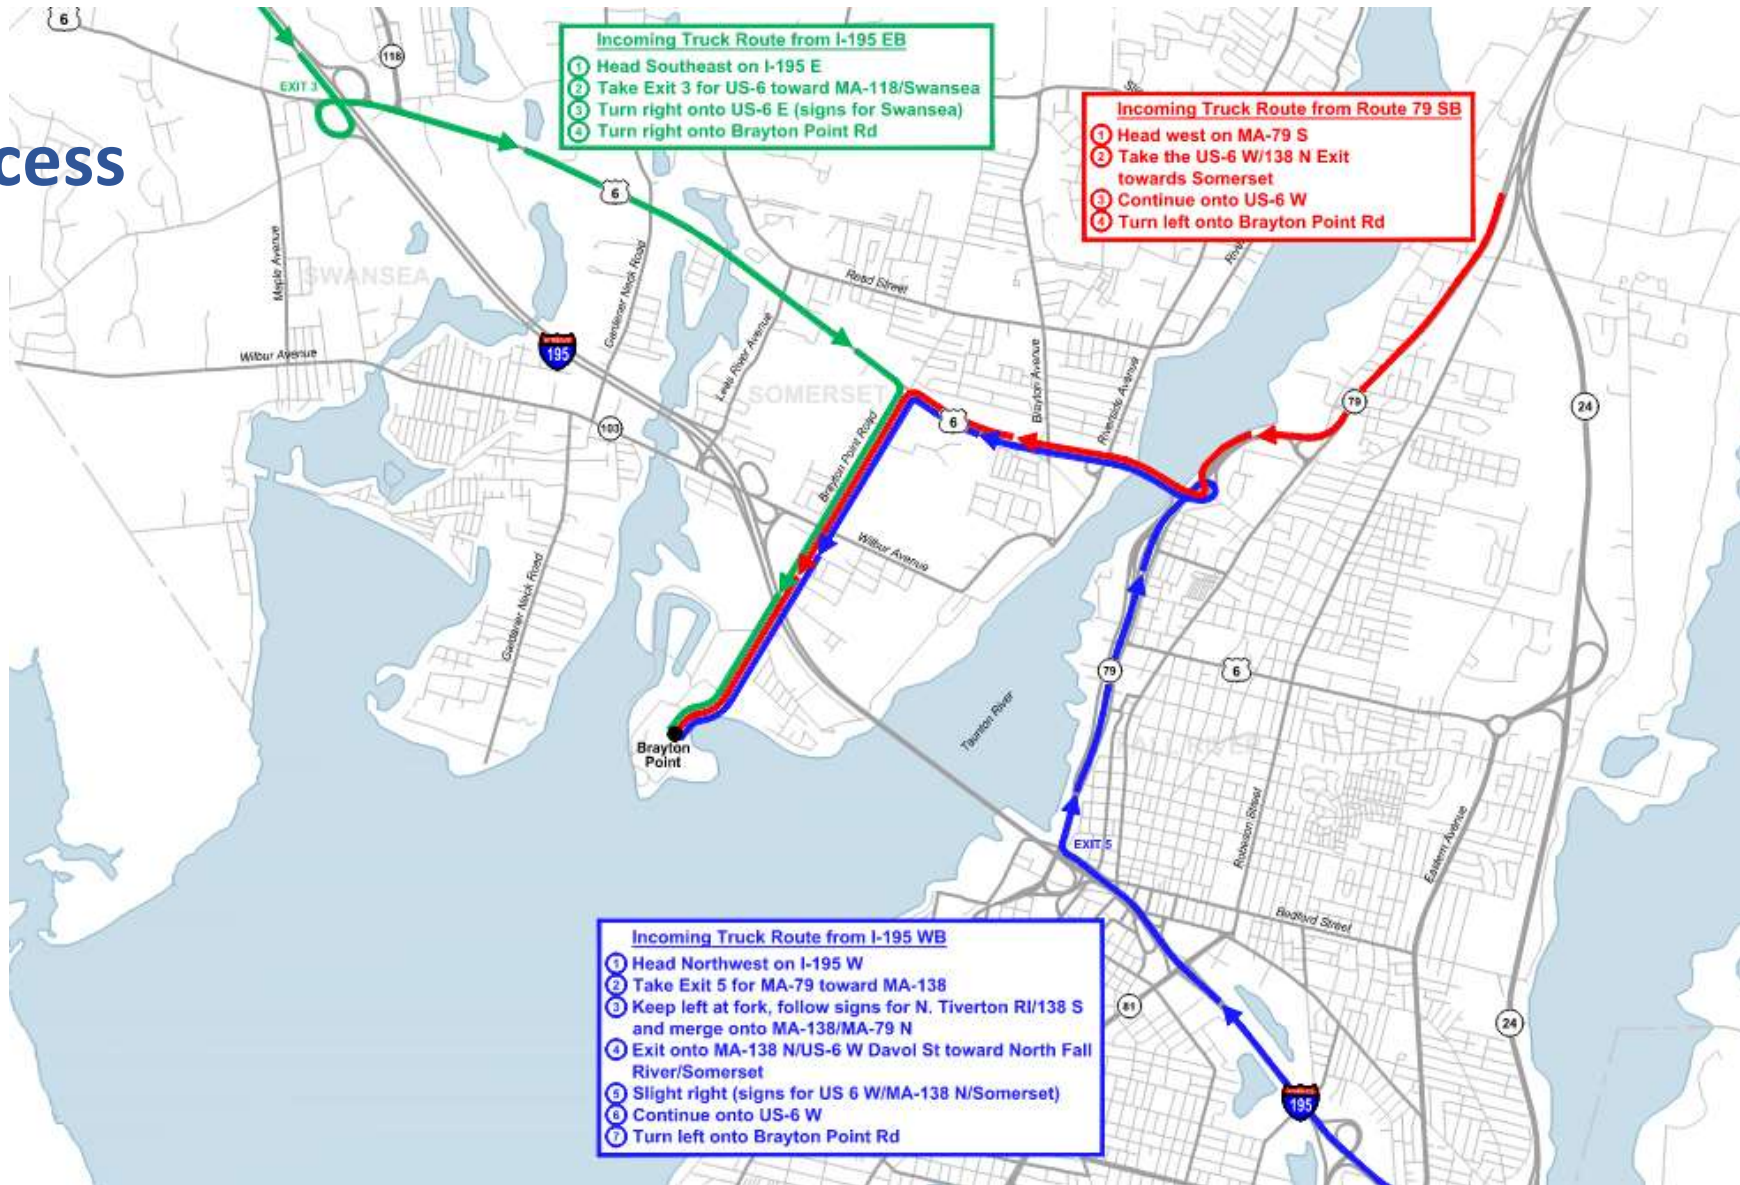 6
118
EXIT 3
Incoming Truck Route from I-195 EB
1 Head Southeast on I-195 E
2 Take Exit 3 for US-6 toward MA-118/Swansea
3 Turn right onto US-6 E (signs for Swansea)
4 Turn right onto Brayton Point Rd
Incoming Truck Route from Route 79 SB
1 Head west on MA-79 S
2 Take the US-6 W/138 N Exit
towards Somerset
3 Continue onto US-6 W
4 Turn left onto Brayton Point Rd
cess
6
Maple Avenue
SWANSEA
Gardener Neck Road
Read Street
Wilbur Avenue
195
Lees River Avenue
SOMERSET
Brayton Avenue
Riverside Avenue
79
24
103
6
Brayton Point Road
Wilbur Avenue
Gardener Neck Road
79
6
Taunton River
Brayton
Point
EXIT 5
Robeson Street
Eastern Avenue
Bedford Street
Incoming Truck Route from I-195 WB
1 Head Northwest on I-195 W
2 Take Exit 5 for MA-79 toward MA-138
3 Keep left at fork, follow signs for N. Tiverton RI/138 S
and merge onto MA-138/MA-79 N
4 Exit onto MA-138 N/US-6 W Davol St toward North Fall
River/Somerset
5 Slight right (signs for US 6 W/MA-138 N/Somerset)
6 Continue onto US-6 W
7 Turn left onto Brayton Point Rd
81
24
195